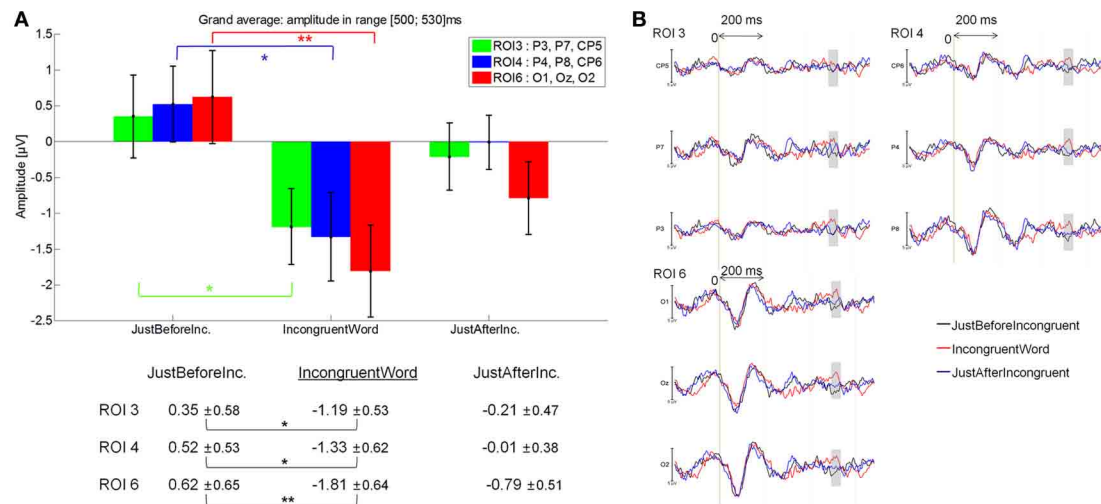 A
Grand average: amplitude in range [500; 530]ms
Amplitude [µV]
1.5
1
0.5
0
-0.5
-1
-1.5
-2
-2.5
*
**
*
ROI3 : P3, P7, CP5
ROI4 : P4, P8, CP6
ROI6 : O1, Oz, O2
JustBeforeInc. IncongruentWord JustAfterInc.
JustBeforeInc. IncongruentWord JustAfterInc.
ROI 3 0.35 ±0.58 -1.19 ±0.53 -0.21 ±0.47
*
ROI 4 0.52 ±0.53 -1.33 ±0.62 -0.01 ±0.38
*
ROI 6 0.62 ±0.65 -1.81 ±0.64 -0.79 ±0.51
**
B
ROI 3
200 ms
0
CP5
P7
P3
ROI 4
200 ms
0
CP6
P4
P8
ROI 6
200 ms
0
O1
Oz
O2
JustBeforeIncongruent
IncongruentWord
JustAfterIncongruent